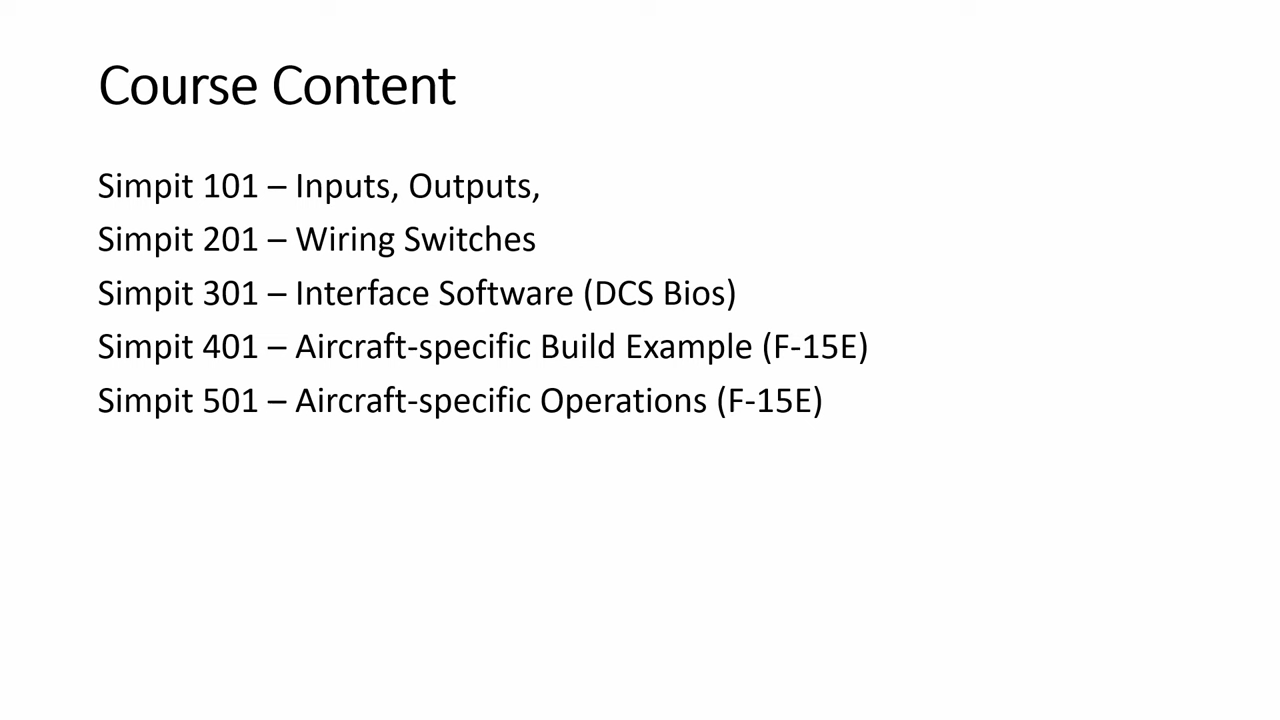 Course Content
Simpit 101 – Inputs, Outputs,
Simpit 201 – Wiring Switches
Simpit 301 – Interface Software (DCS Bios)
Simpit 401 – Aircraft-specific Build Example (F-15E)
Simpit 501 – Aircraft-specific Operations (F-15E)